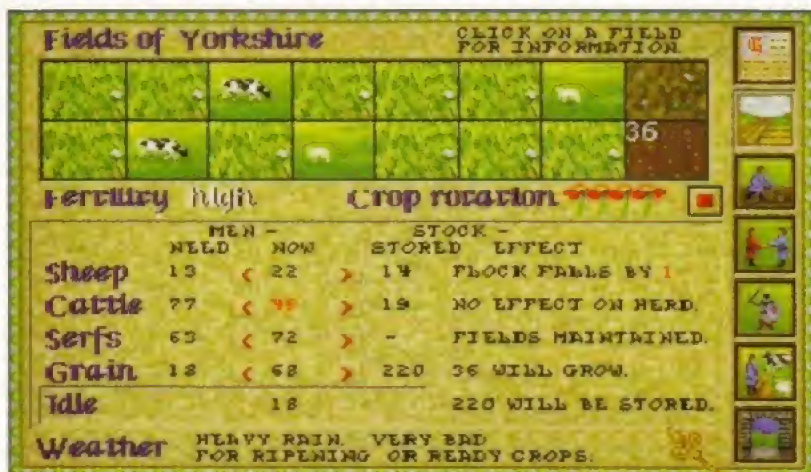 Fields of Yorkshire
CLICK ON A FIELD
FOR INFORMATION
36
Fertility high Crop rotation
MEN - STOCK -
NEED NOW STORED EFFECT
Sheep 13 < 22 > 14 FLOCK FALLS BY 1
Cattle 77 < > 19 NO EFFECT ON HERD.
Serfs 63 < 72 > - FIELDS MAINTAINED.
Grain 18 < 68 > 220 36 WILL GROW.
Idle 18 220 WILL BE STORED.
Weather HEAVY RAIN. VERY BAD
FOR RIPENING OR READY CROPS.